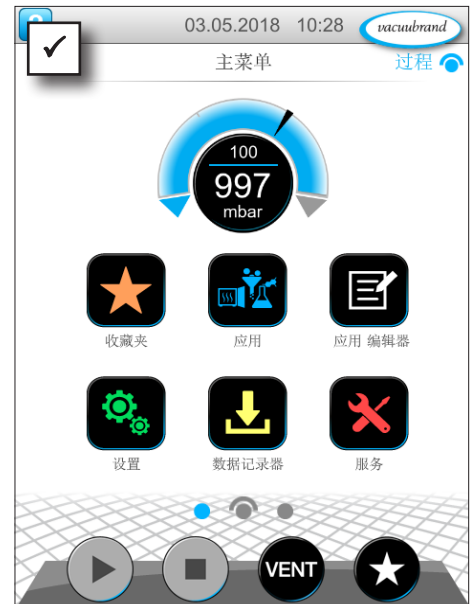 03.05.2018 10:28 vacuubrand
主菜单 过程
100
997
mbar
收藏夹 应用 应用 编辑器
设置 数据记录器 服务
VENT